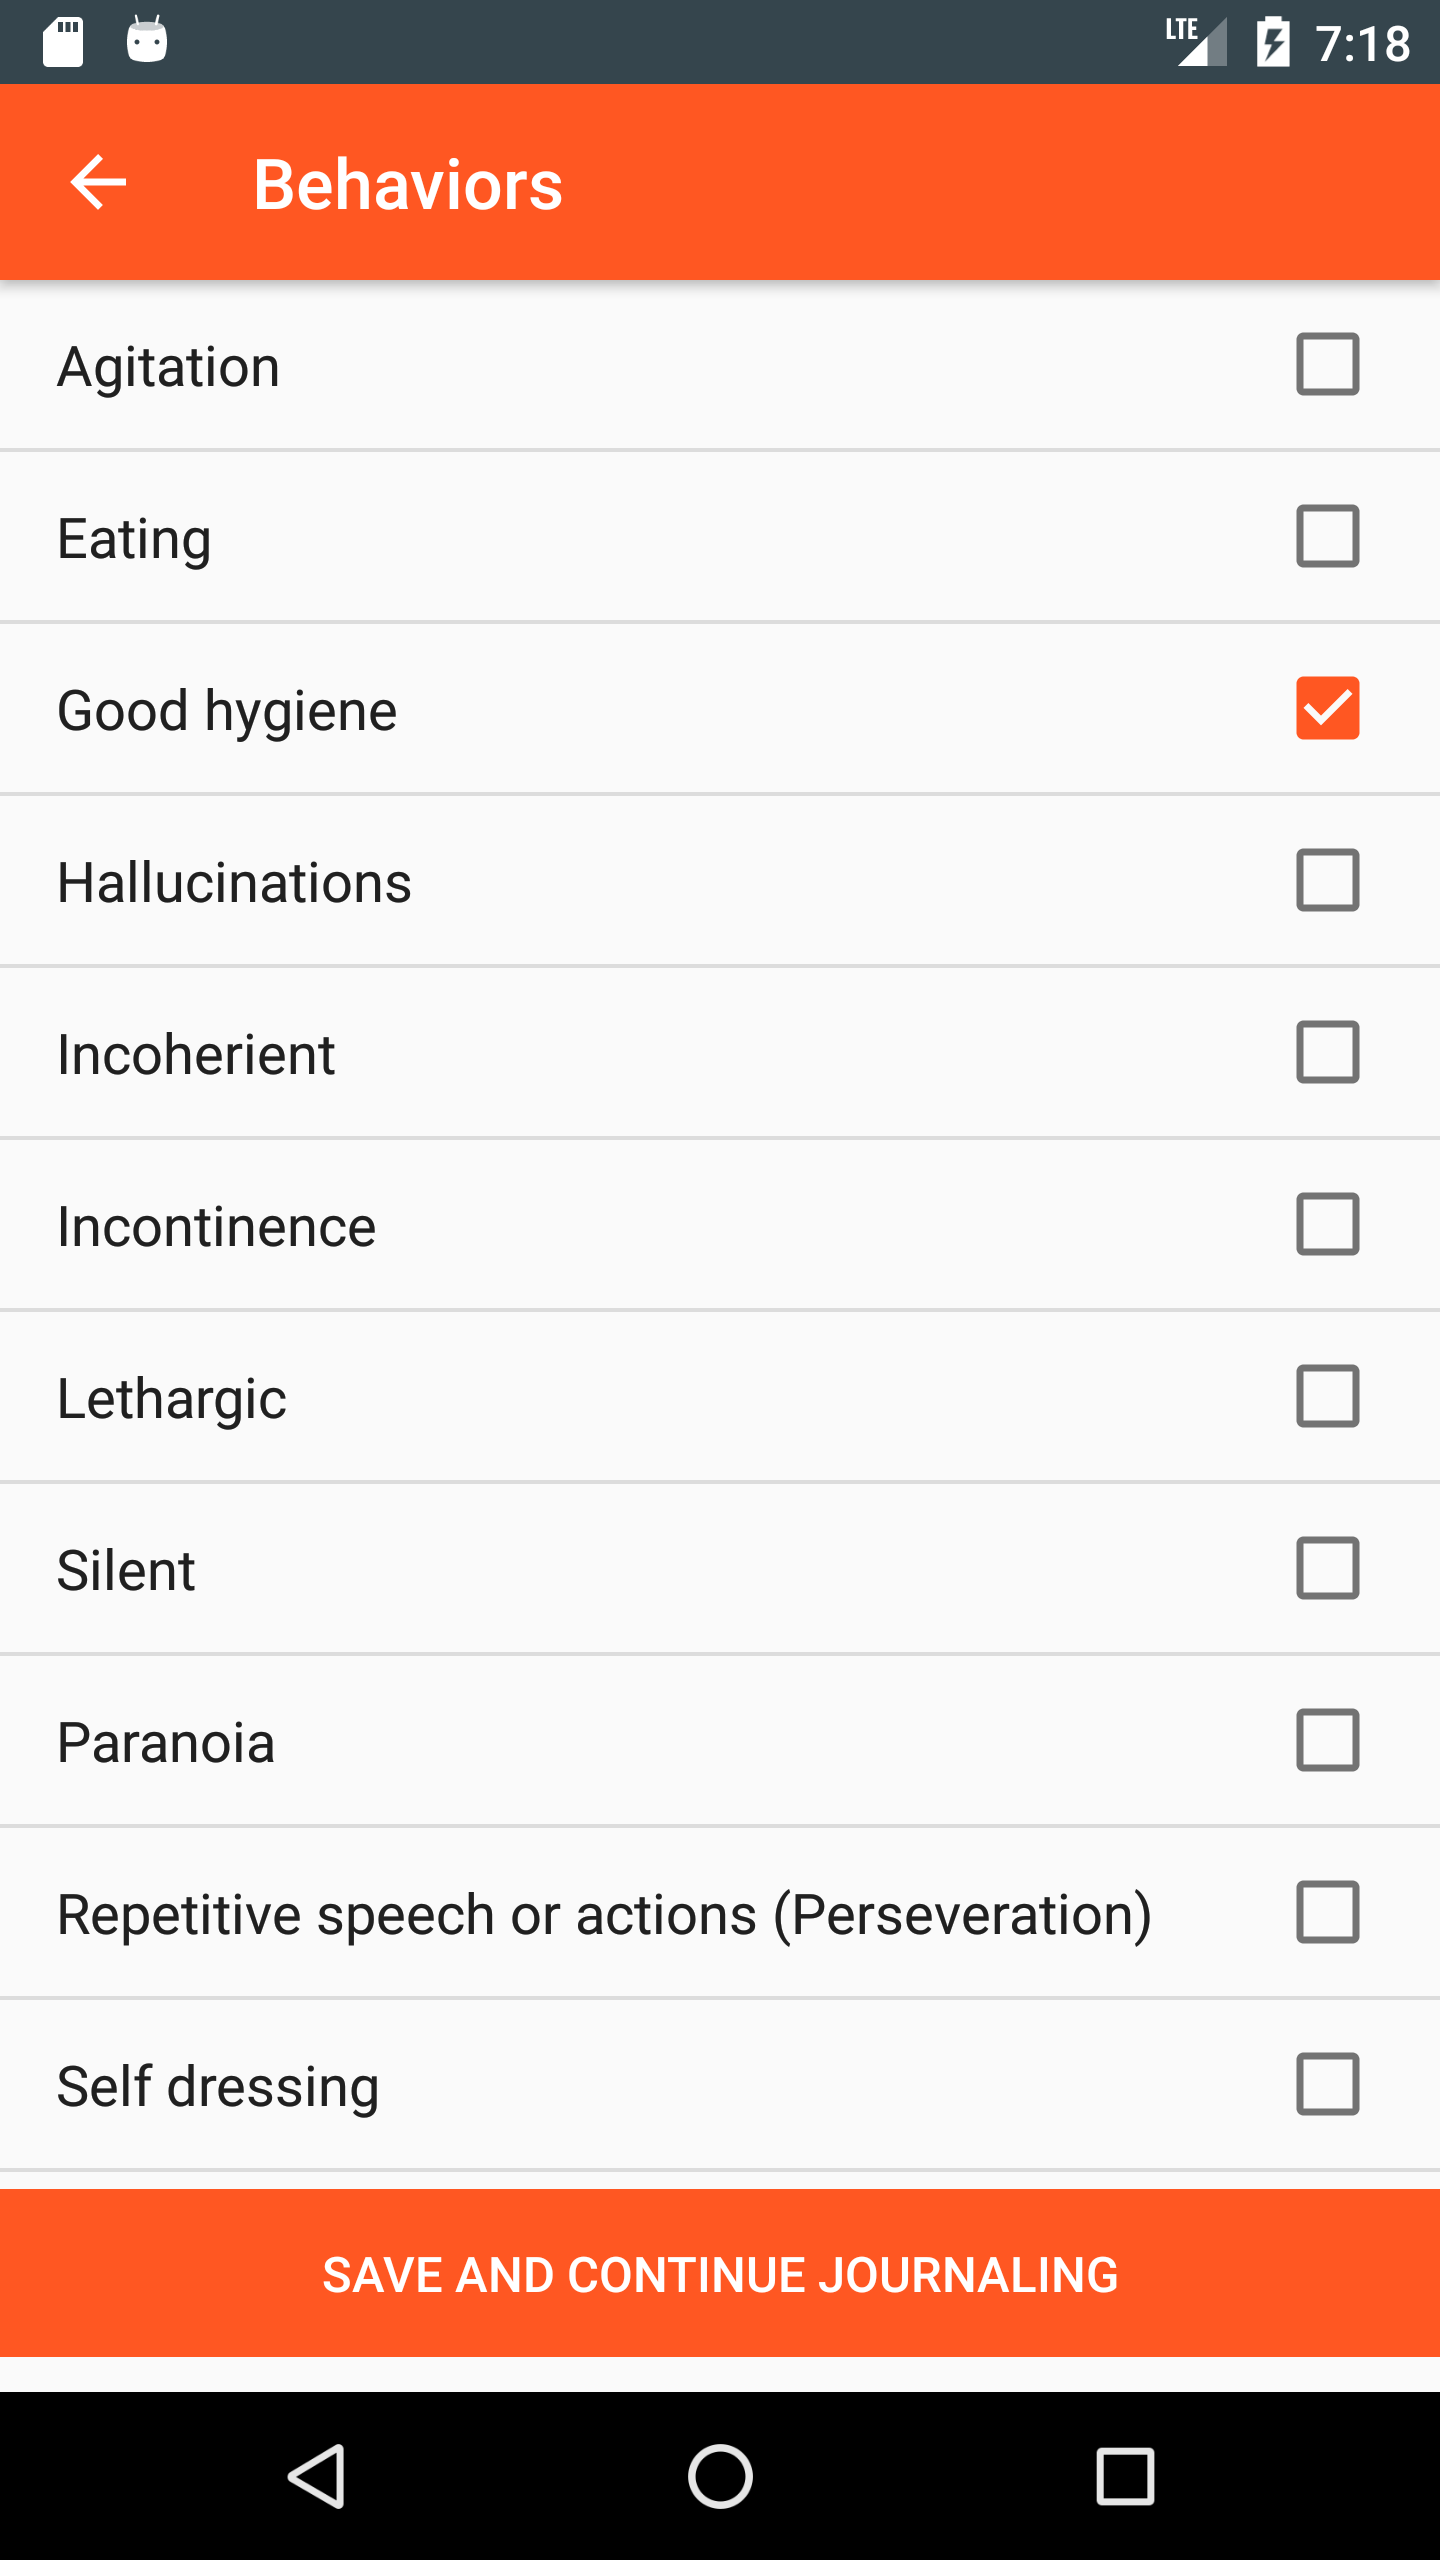 LTE 7:18
Behaviors
Agitation
Eating
Good hygiene
Hallucinations
Incoherient
Incontinence
Lethargic
Silent
Paranoia
Repetitive speech or actions (Perseveration)
Self dressing
SAVE AND CONTINUE JOURNALING